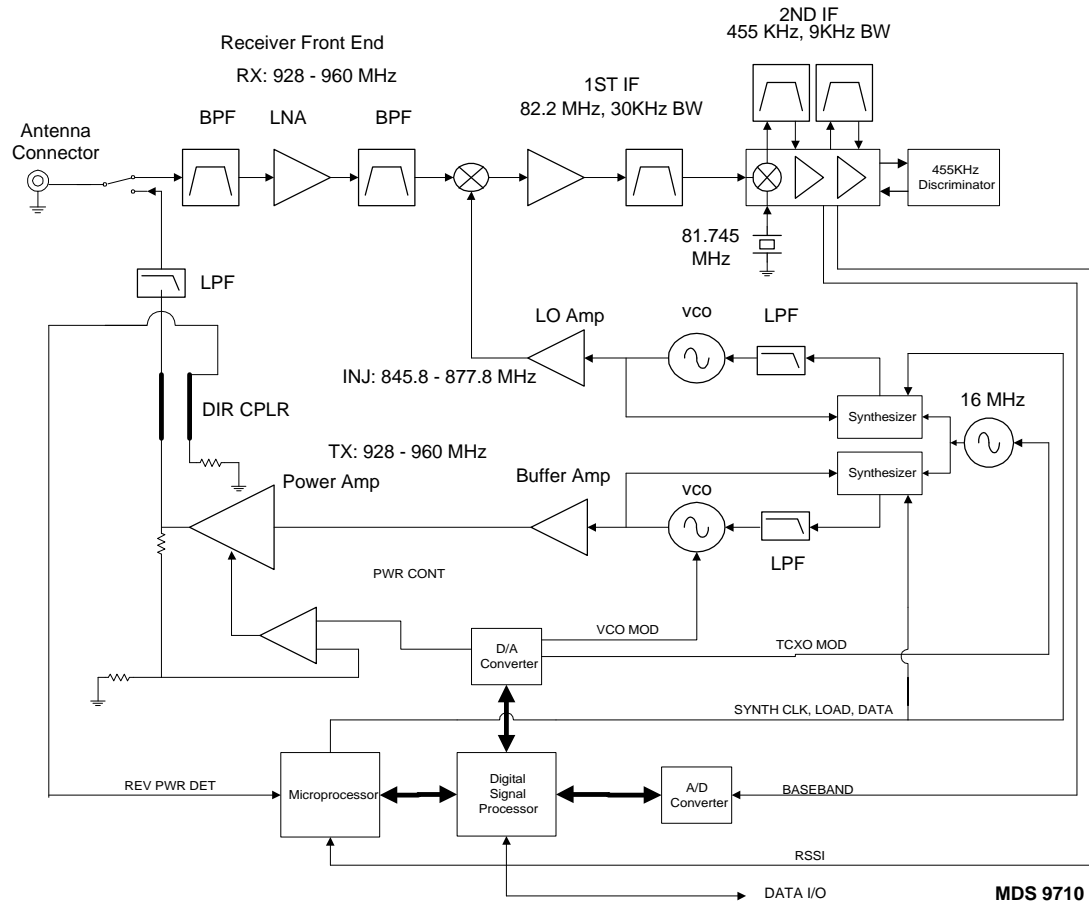 2ND IF
455 KHz, 9KHz BW
Receiver Front End
RX: 928 - 960 MHz
1ST IF
82.2 MHz, 30KHz BW
BPF
LNA
BPF
Antenna
Connector
455KHz
Discriminator
81.745
MHz
LPF
LO Amp
vco
LPF
INJ: 845.8 - 877.8 MHz
16 MHz
DIR CPLR
Synthesizer
TX: 928 - 960 MHz
Synthesizer
Power Amp
Buffer Amp
vco
LPF
PWR CONT
VCO MOD
D/A
Converter
TCXO MOD
SYNTH CLK, LOAD, DATA
REV PWR DET
Microprocessor
Digital
Signal
Processor
A/D
Converter
BASEBAND
RSSI
DATA I/O
MDS 9710